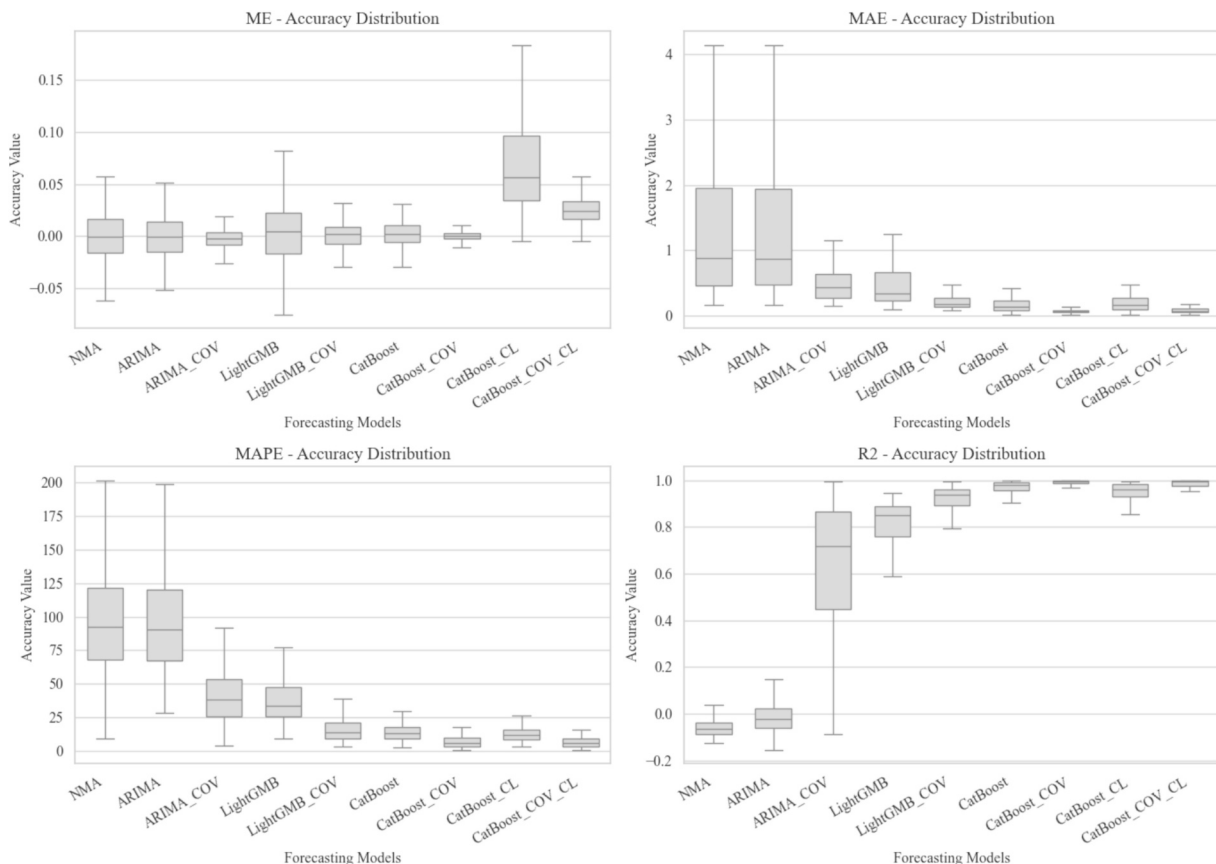 ME - Accuracy Distribution
Accuracy Value
0.15
0.10
0.05
0.00
−0.05
NMA
ARIMA
ARIMA_COV
LightGMB
LightGMB_COV
CatBoost
CatBoost_COV
CatBoost_CL
CatBoost_COV_CL
Forecasting Models
MAE - Accuracy Distribution
Accuracy Value
4
3
2
1
0
NMA
ARIMA
ARIMA_COV
LightGMB
LightGMB_COV
CatBoost
CatBoost_COV
CatBoost_CL
CatBoost_COV_CL
Forecasting Models
MAPE - Accuracy Distribution
Accuracy Value
200
175
150
125
100
75
50
25
0
NMA
ARIMA
ARIMA_COV
LightGMB
LightGMB_COV
CatBoost
CatBoost_COV
CatBoost_CL
CatBoost_COV_CL
Forecasting Models
R2 - Accuracy Distribution
Accuracy Value
1.0
0.8
0.6
0.4
0.2
0.0
−0.2
NMA
ARIMA
ARIMA_COV
LightGMB
LightGMB_COV
CatBoost
CatBoost_COV
CatBoost_CL
CatBoost_COV_CL
Forecasting Models